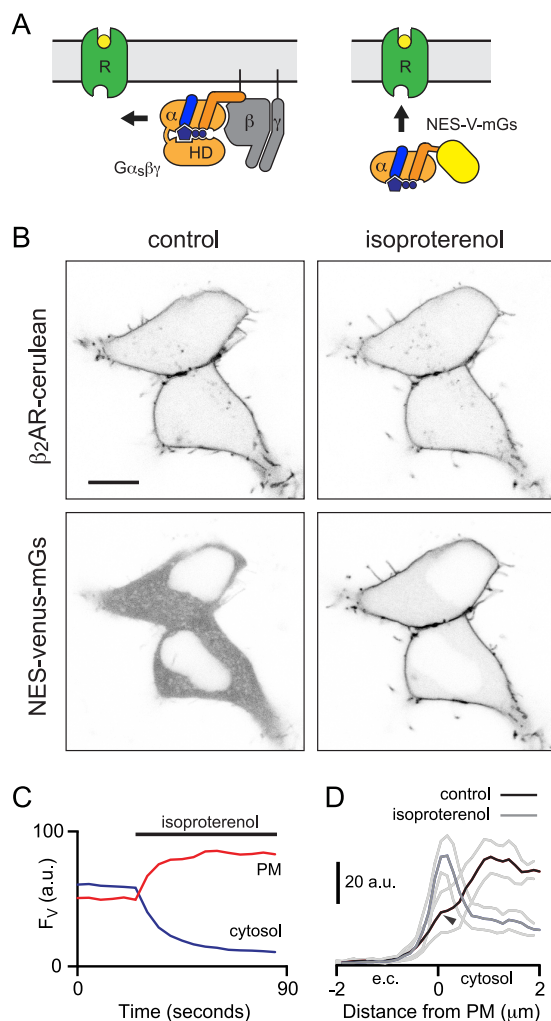 A
R
R
NES-V-mGs
α
β
γ
HD
α
Gαsβγ
B
control
isoproterenol
β2AR-cerulean
NES-venus-mGs
C
isoproterenol
100
PM
FV (a.u.)
cytosol
0
0
90
Time (seconds)
D
control
isoproterenol
20 a.u.
e.c.
cytosol
-2
0
2
Distance from PM (μm)